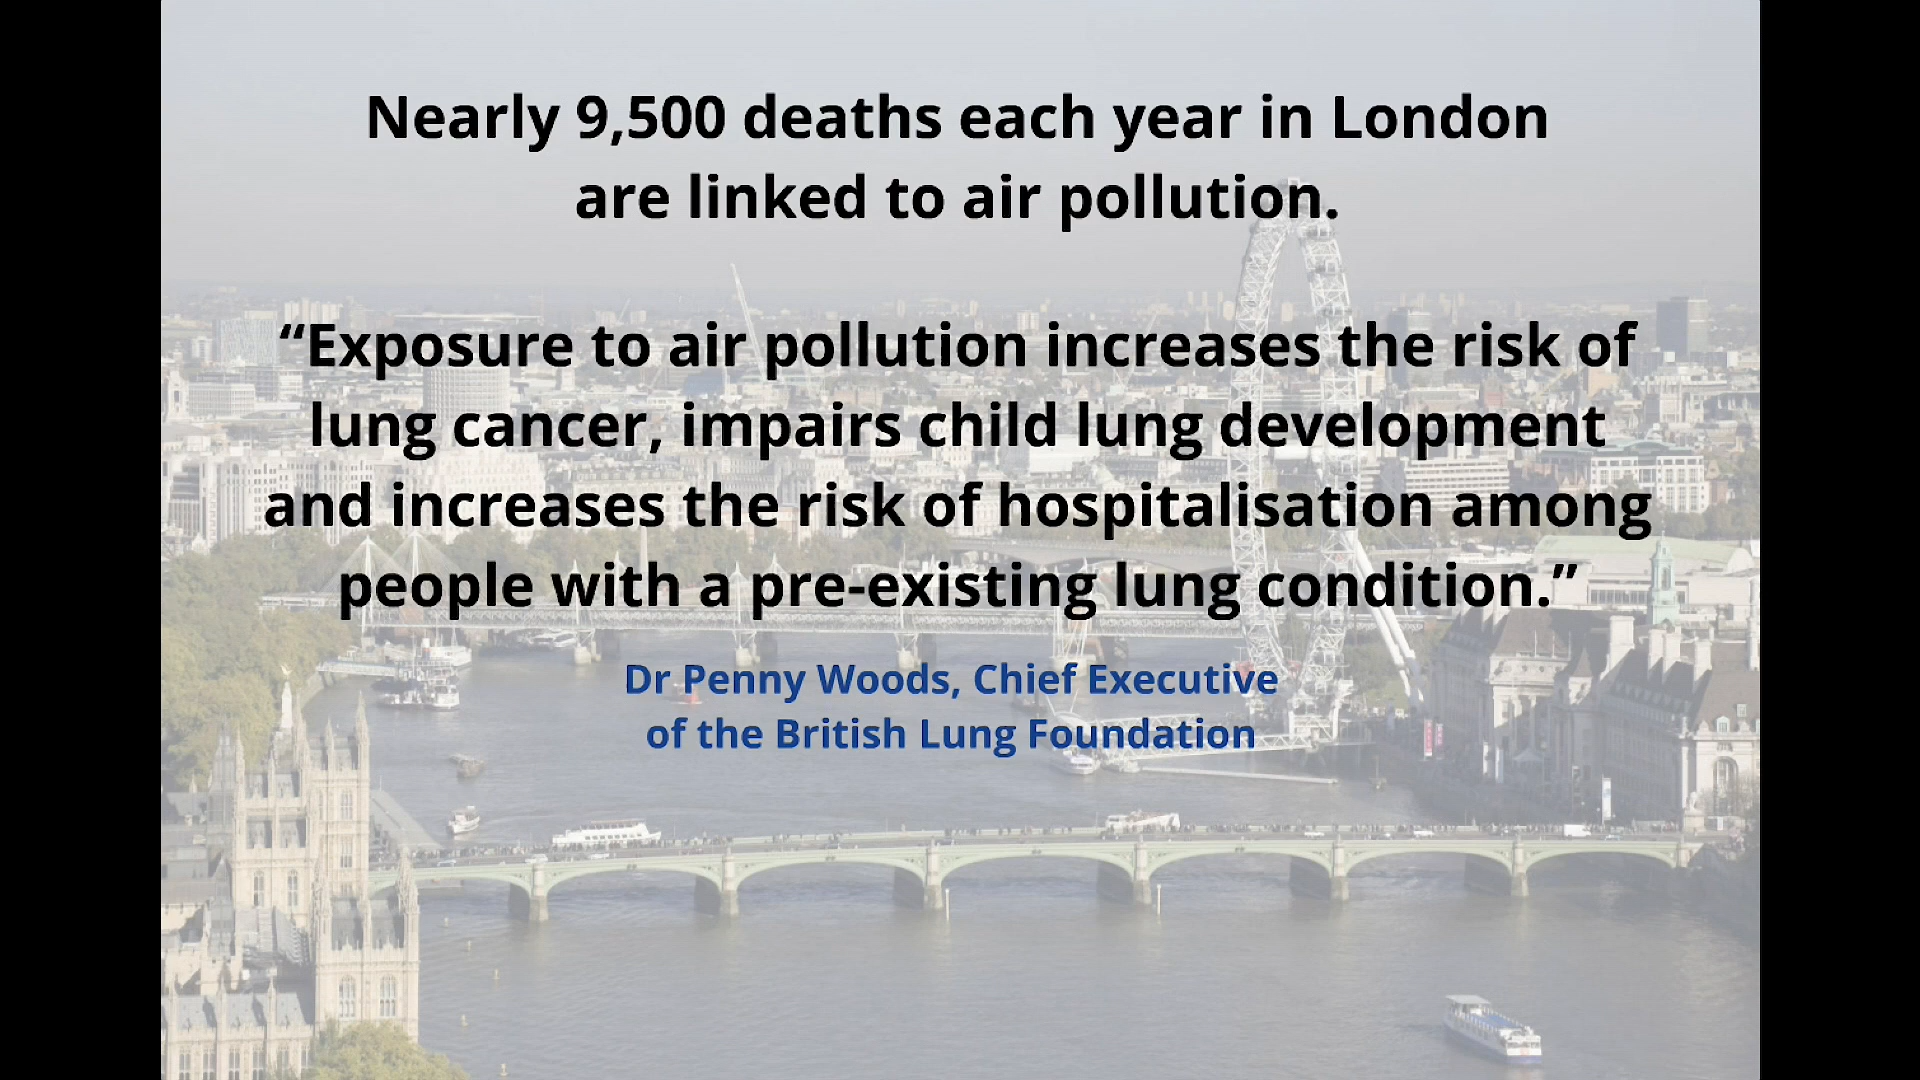 Nearly 9,500 deaths each year in London
are linked to air pollution.
“Exposure to air pollution increases the risk of
lung cancer, impairs child lung development
and increases the risk of hospitalisation among
people with a pre-existing lung condition.”
Dr Penny Woods, Chief Executive
of the British Lung Foundation